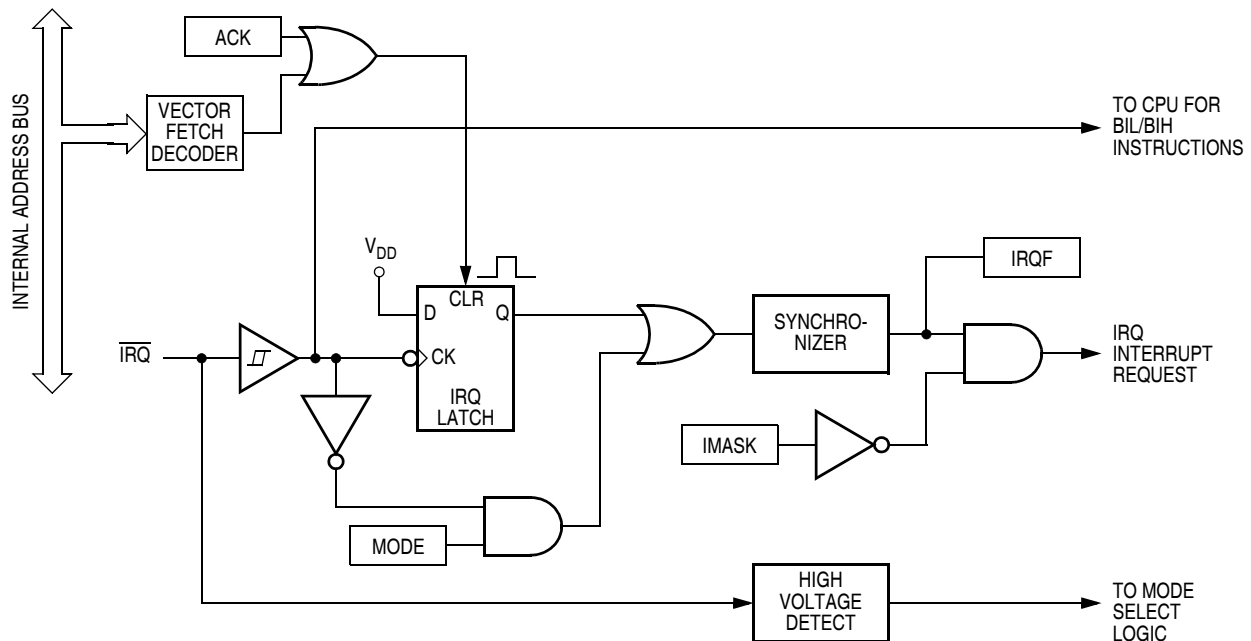 INTERNAL ADDRESS BUS
ACK
VECTOR
FETCH
DECODER
TO CPU FOR
BIL/BIH
INSTRUCTIONS
VDD
CLR
D
Q
CK
IRQ
LATCH
IRQ
SYNCHRO-
NIZER
IRQF
IRQ
INTERRUPT
REQUEST
IMASK
MODE
HIGH
VOLTAGE
DETECT
TO MODE
SELECT
LOGIC